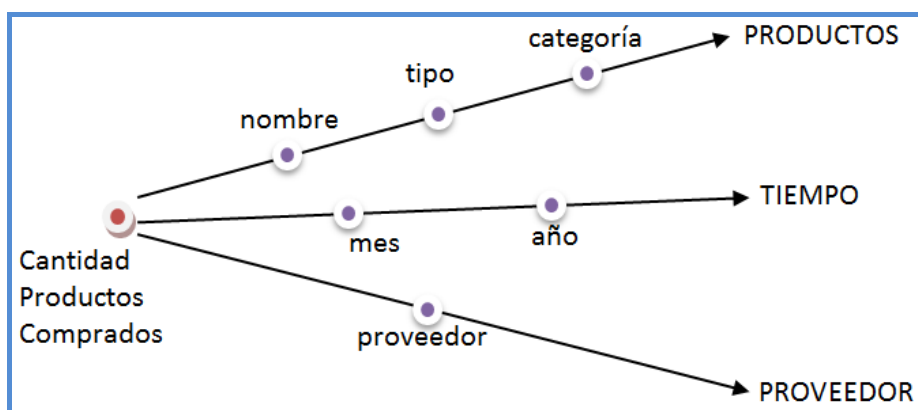 categoría
PRODUCTOS
tipo
nombre
TIEMPO
mes
año
Cantidad
Productos
Comprados
proveedor
PROVEEDOR